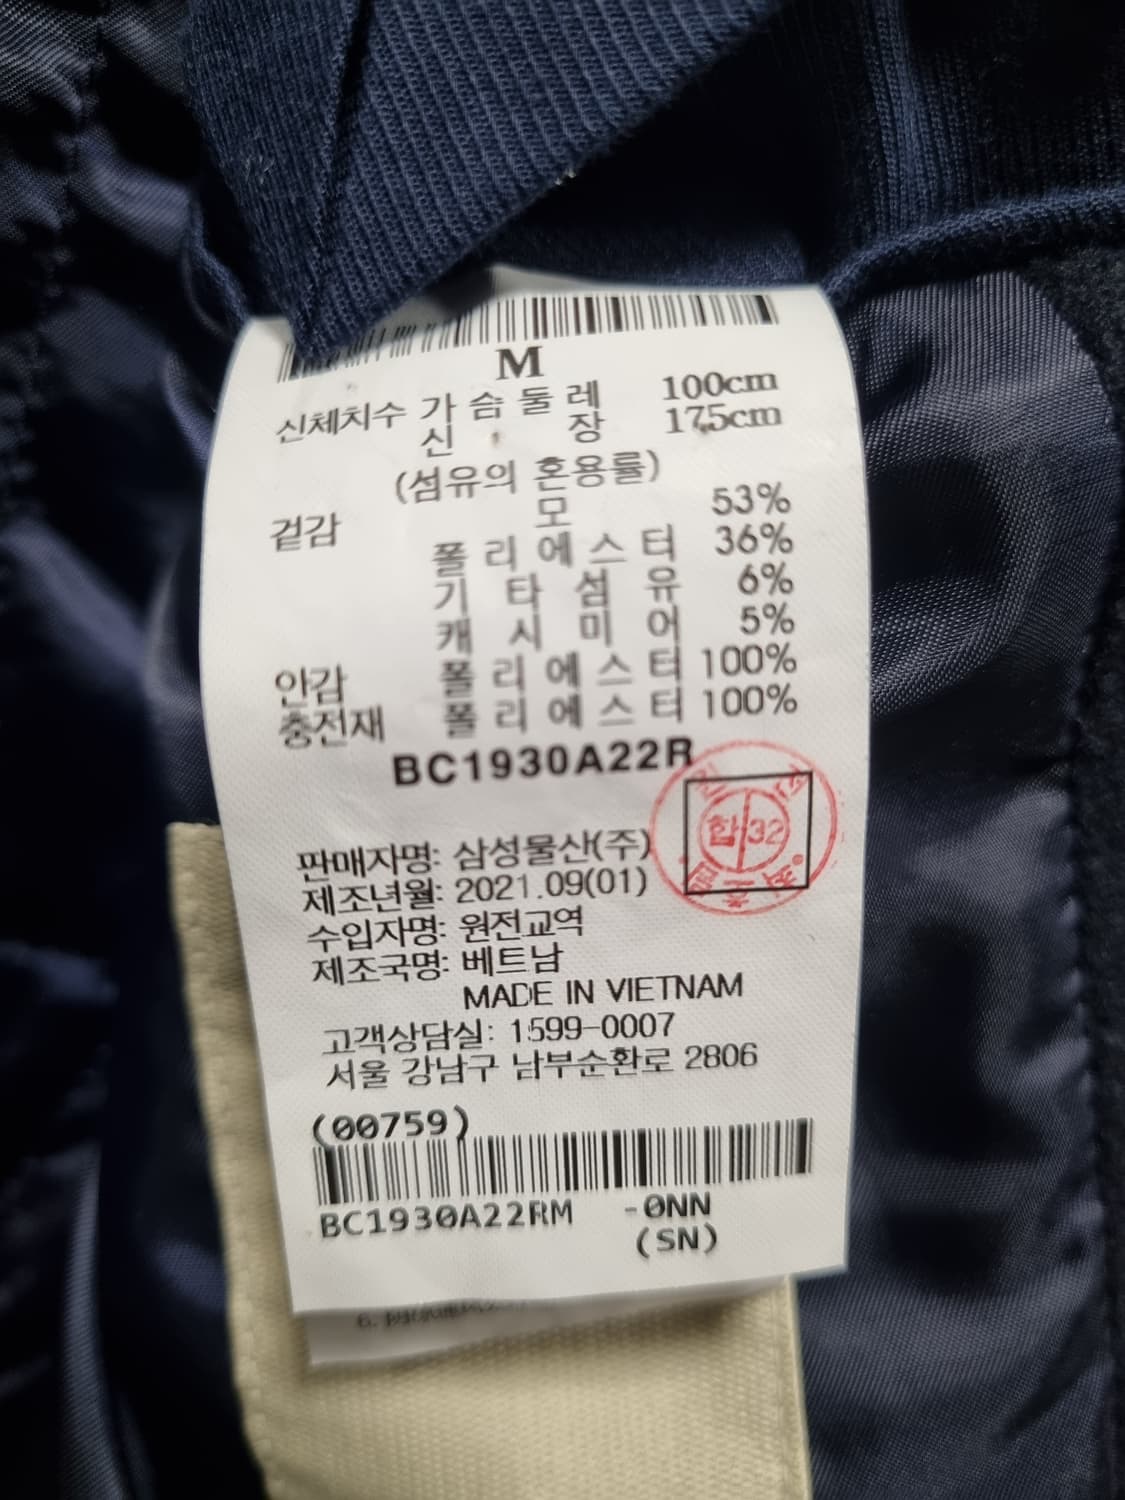 M
신체치수 가슴둘레 100cm
신 장 175cm
(섬유의 혼용률)
겉감 모 53%
폴리에스터 36%
기타섬유 6%
캐시미어 5%
안감 폴리에스터 100%
충전재 폴리에스터 100%
BC1930A22R
합 32
판매자명: 삼성물산(주)
제조년월: 2021.09(01)
수입자명: 원전교역
제조국명: 베트남
MADE IN VIETNAM
고객상담실: 1599-0007
서울 강남구 남부순환로 2806
(00759)
BC1930A22RM -0NN
(SN)
6.